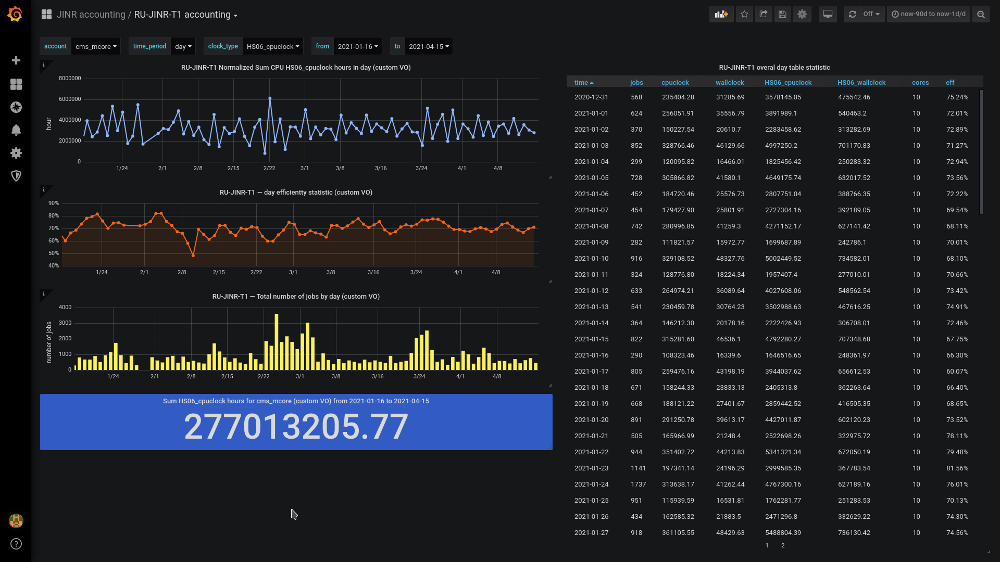 JINR accounting / RU-JINR-T1 accounting
Off
now-90d to now-1d/d
account cms_mcore time_period day clock_type HS06_cpuclock from 2021-01-16 to 2021-04-15
RU-JINR-T1 Normalized Sum CPU HS06_cpuclock hours in day (custom VO)
hour
8000000
6000000
4000000
2000000
0
1/24 2/1 2/8 2/15 2/22 3/1 3/8 3/16 3/24 4/1 4/8
RU-JINR-T1 — day efficientty statistic (custom VO)
90%
80%
70%
60%
50%
40%
1/24 2/1 2/8 2/15 2/22 3/1 3/8 3/16 3/24 4/1 4/8
RU-JINR-T1 — Total number of jobs by day (custom VO)
number of jobs
4000
3000
2000
1000
0
1/24 2/1 2/8 2/15 2/22 3/1 3/8 3/16 3/24 4/1 4/8
Sum HS06_cpuclock hours for cms_mcore (custom VO) from 2021-01-16 to 2021-04-15
277013205.77
RU-JINR-T1 overal day table statistic
time jobs cpuclock wallclock HS06_cpuclock HS06_wallclock cores eff
2020-12-31 568 235404.28 31285.69 3578145.05 475542.46 10 75.24%
2021-01-01 624 256051.91 35556.79 3891989.1 540463.2 10 72.01%
2021-01-02 370 150227.54 20610.7 2283458.62 313282.69 10 72.89%
2021-01-03 852 328766.46 46129.66 4997250.2 701170.83 10 71.27%
2021-01-04 299 120095.82 16466.01 1825456.42 250283.32 10 72.94%
2021-01-05 728 305866.82 41580.1 4649175.74 632017.52 10 73.56%
2021-01-06 452 184720.46 25576.73 2807751.04 388766.35 10 72.22%
2021-01-07 454 179427.90 25801.91 2727304.16 392189.05 10 69.54%
2021-01-08 742 280996.85 41259.3 4271152.17 627141.42 10 68.11%
2021-01-09 282 111821.57 15972.77 1699687.89 242786.1 10 70.01%
2021-01-10 916 329108.52 48327.76 5002449.52 734582.01 10 68.10%
2021-01-11 324 128776.80 18224.34 1957407.4 277010.01 10 70.66%
2021-01-12 633 264974.21 36089.64 4027608.06 548562.54 10 73.42%
2021-01-13 541 230459.78 30764.23 3502988.63 467616.25 10 74.91%
2021-01-14 364 146212.30 20178.16 2222426.93 306708.01 10 72.46%
2021-01-15 822 315281.60 46536.1 4792280.27 707348.68 10 67.75%
2021-01-16 290 108323.46 16339.6 1646516.65 248361.97 10 66.30%
2021-01-17 805 259476.16 43198.19 3944037.62 656612.53 10 60.07%
2021-01-18 671 158244.33 23833.13 2405313.8 362263.64 10 66.40%
2021-01-19 668 188121.22 27401.67 2859442.52 416505.35 10 68.65%
2021-01-20 891 291250.78 39613.17 4427011.87 602120.23 10 73.52%
2021-01-21 505 165966.99 21248.4 2522698.26 322975.72 10 78.11%
2021-01-22 944 351402.72 44213.83 5341321.34 672050.19 10 79.48%
2021-01-23 1141 197341.14 24196.29 2999585.35 367783.54 10 81.56%
2021-01-24 1737 313638.17 41262.44 4767300.16 627189.16 10 76.01%
2021-01-25 951 115939.59 16531.81 1762281.77 251283.53 10 70.13%
2021-01-26 434 162585.32 21883.5 2471296.8 332629.22 10 74.30%
2021-01-27 918 361105.55 48429.63 5488804.39 736130.42 10 74.56%
1 2